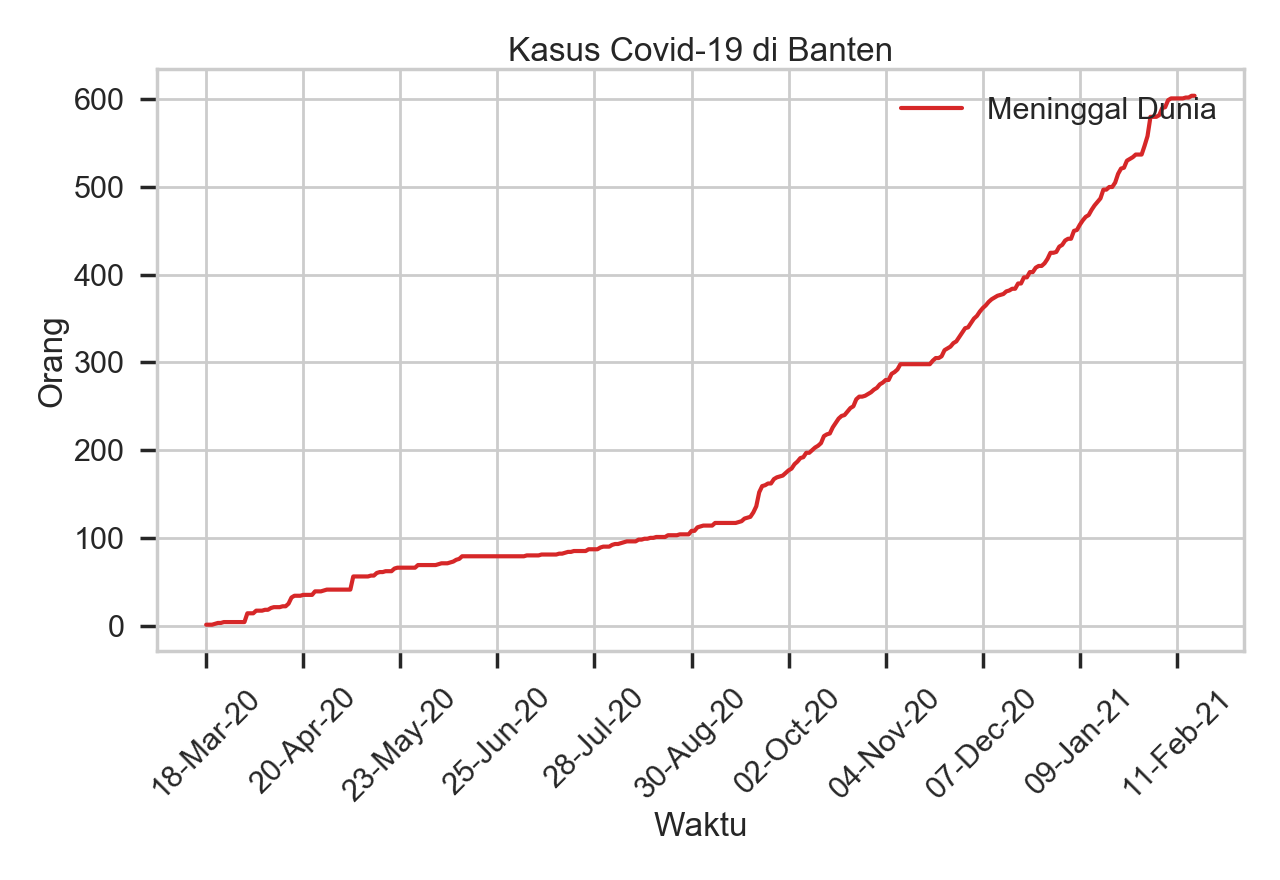 Kasus Covid-19 di Banten
Meninggal Dunia
Orang
600
500
400
300
200
100
0
18-Mar-20
20-Apr-20
23-May-20
25-Jun-20
28-Jul-20
30-Aug-20
02-Oct-20
04-Nov-20
07-Dec-20
09-Jan-21
11-Feb-21
Waktu